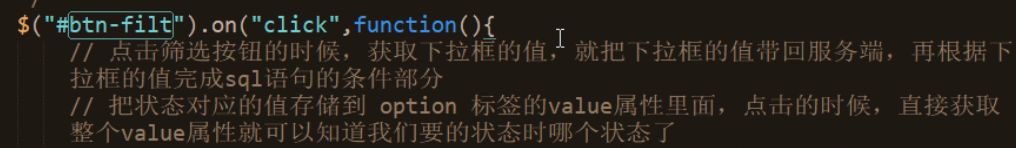 $("#btn-filt").on("click",function(){
// 点击筛选按钮的时候，获取下拉框的值，就把下拉框的值带回服务端，再根据下
拉框的值完成sql语句的条件部分
// 把状态对应的值存储到 option 标签的value属性里面，点击的时候，直接获取
整个value属性就可以知道我们要的状态时哪个状态了